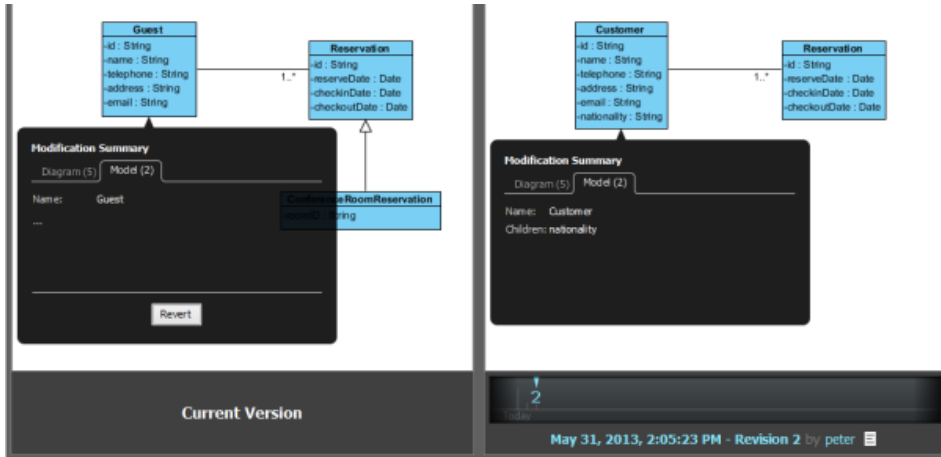 Guest
-id : String
-name : String
-telephone : String
-address : String
-email : String
1..*
Reservation
-id : String
-reserveDate : Date
-checkinDate : Date
-checkoutDate : Date
Modification Summary
Diagram (5) Model (2)
Name: Guest
...
Revert
ConferenceRoomReservation
-roomID : String
Current Version
Customer
-id : String
-name : String
-telephone : String
-address : String
-email : String
-nationality : String
1..*
Reservation
-id : String
-reserveDate : Date
-checkinDate : Date
-checkoutDate : Date
Modification Summary
Diagram (5) Model (2)
Name: Customer
Children: nationality
2
Today
May 31, 2013, 2:05:23 PM - Revision 2 by peter